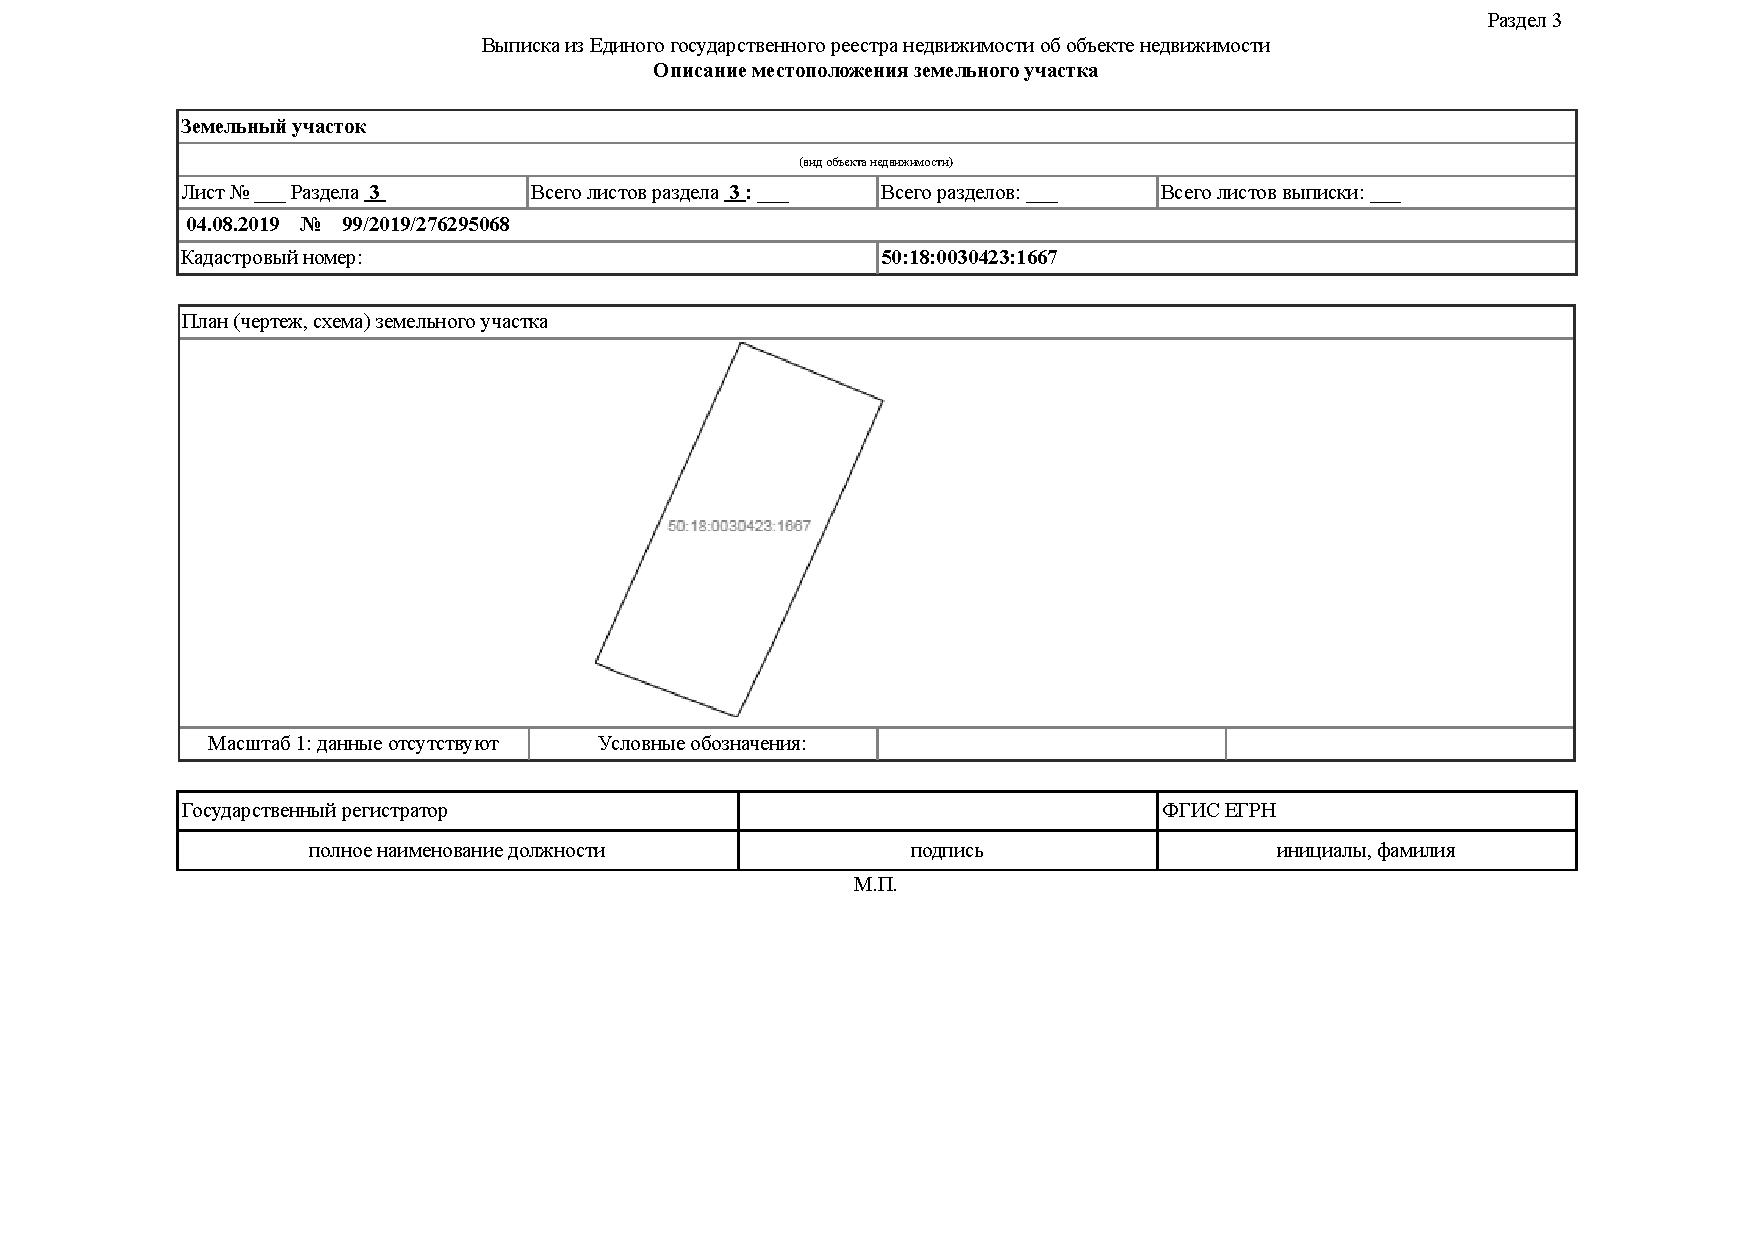 Раздел 3
Выписка из Единого государственного реестра недвижимости об объекте недвижимости
Описание местоположения земельного участка
Земельный участок
(вид объекта недвижимости)
Лист № ___ Раздела 3 Всего листов раздела 3 : ___ Всего разделов: ___ Всего листов выписки: ___
04.08.2019 № 99/2019/276295068
Кадастровый номер: 50:18:0030423:1667
План (чертеж, схема) земельного участка
50:18:0030423:1667
Масштаб 1: данные отсутствуют Условные обозначения:
Государственный регистратор ФГИС ЕГРН
полное наименование должности подпись инициалы, фамилия
М.П.